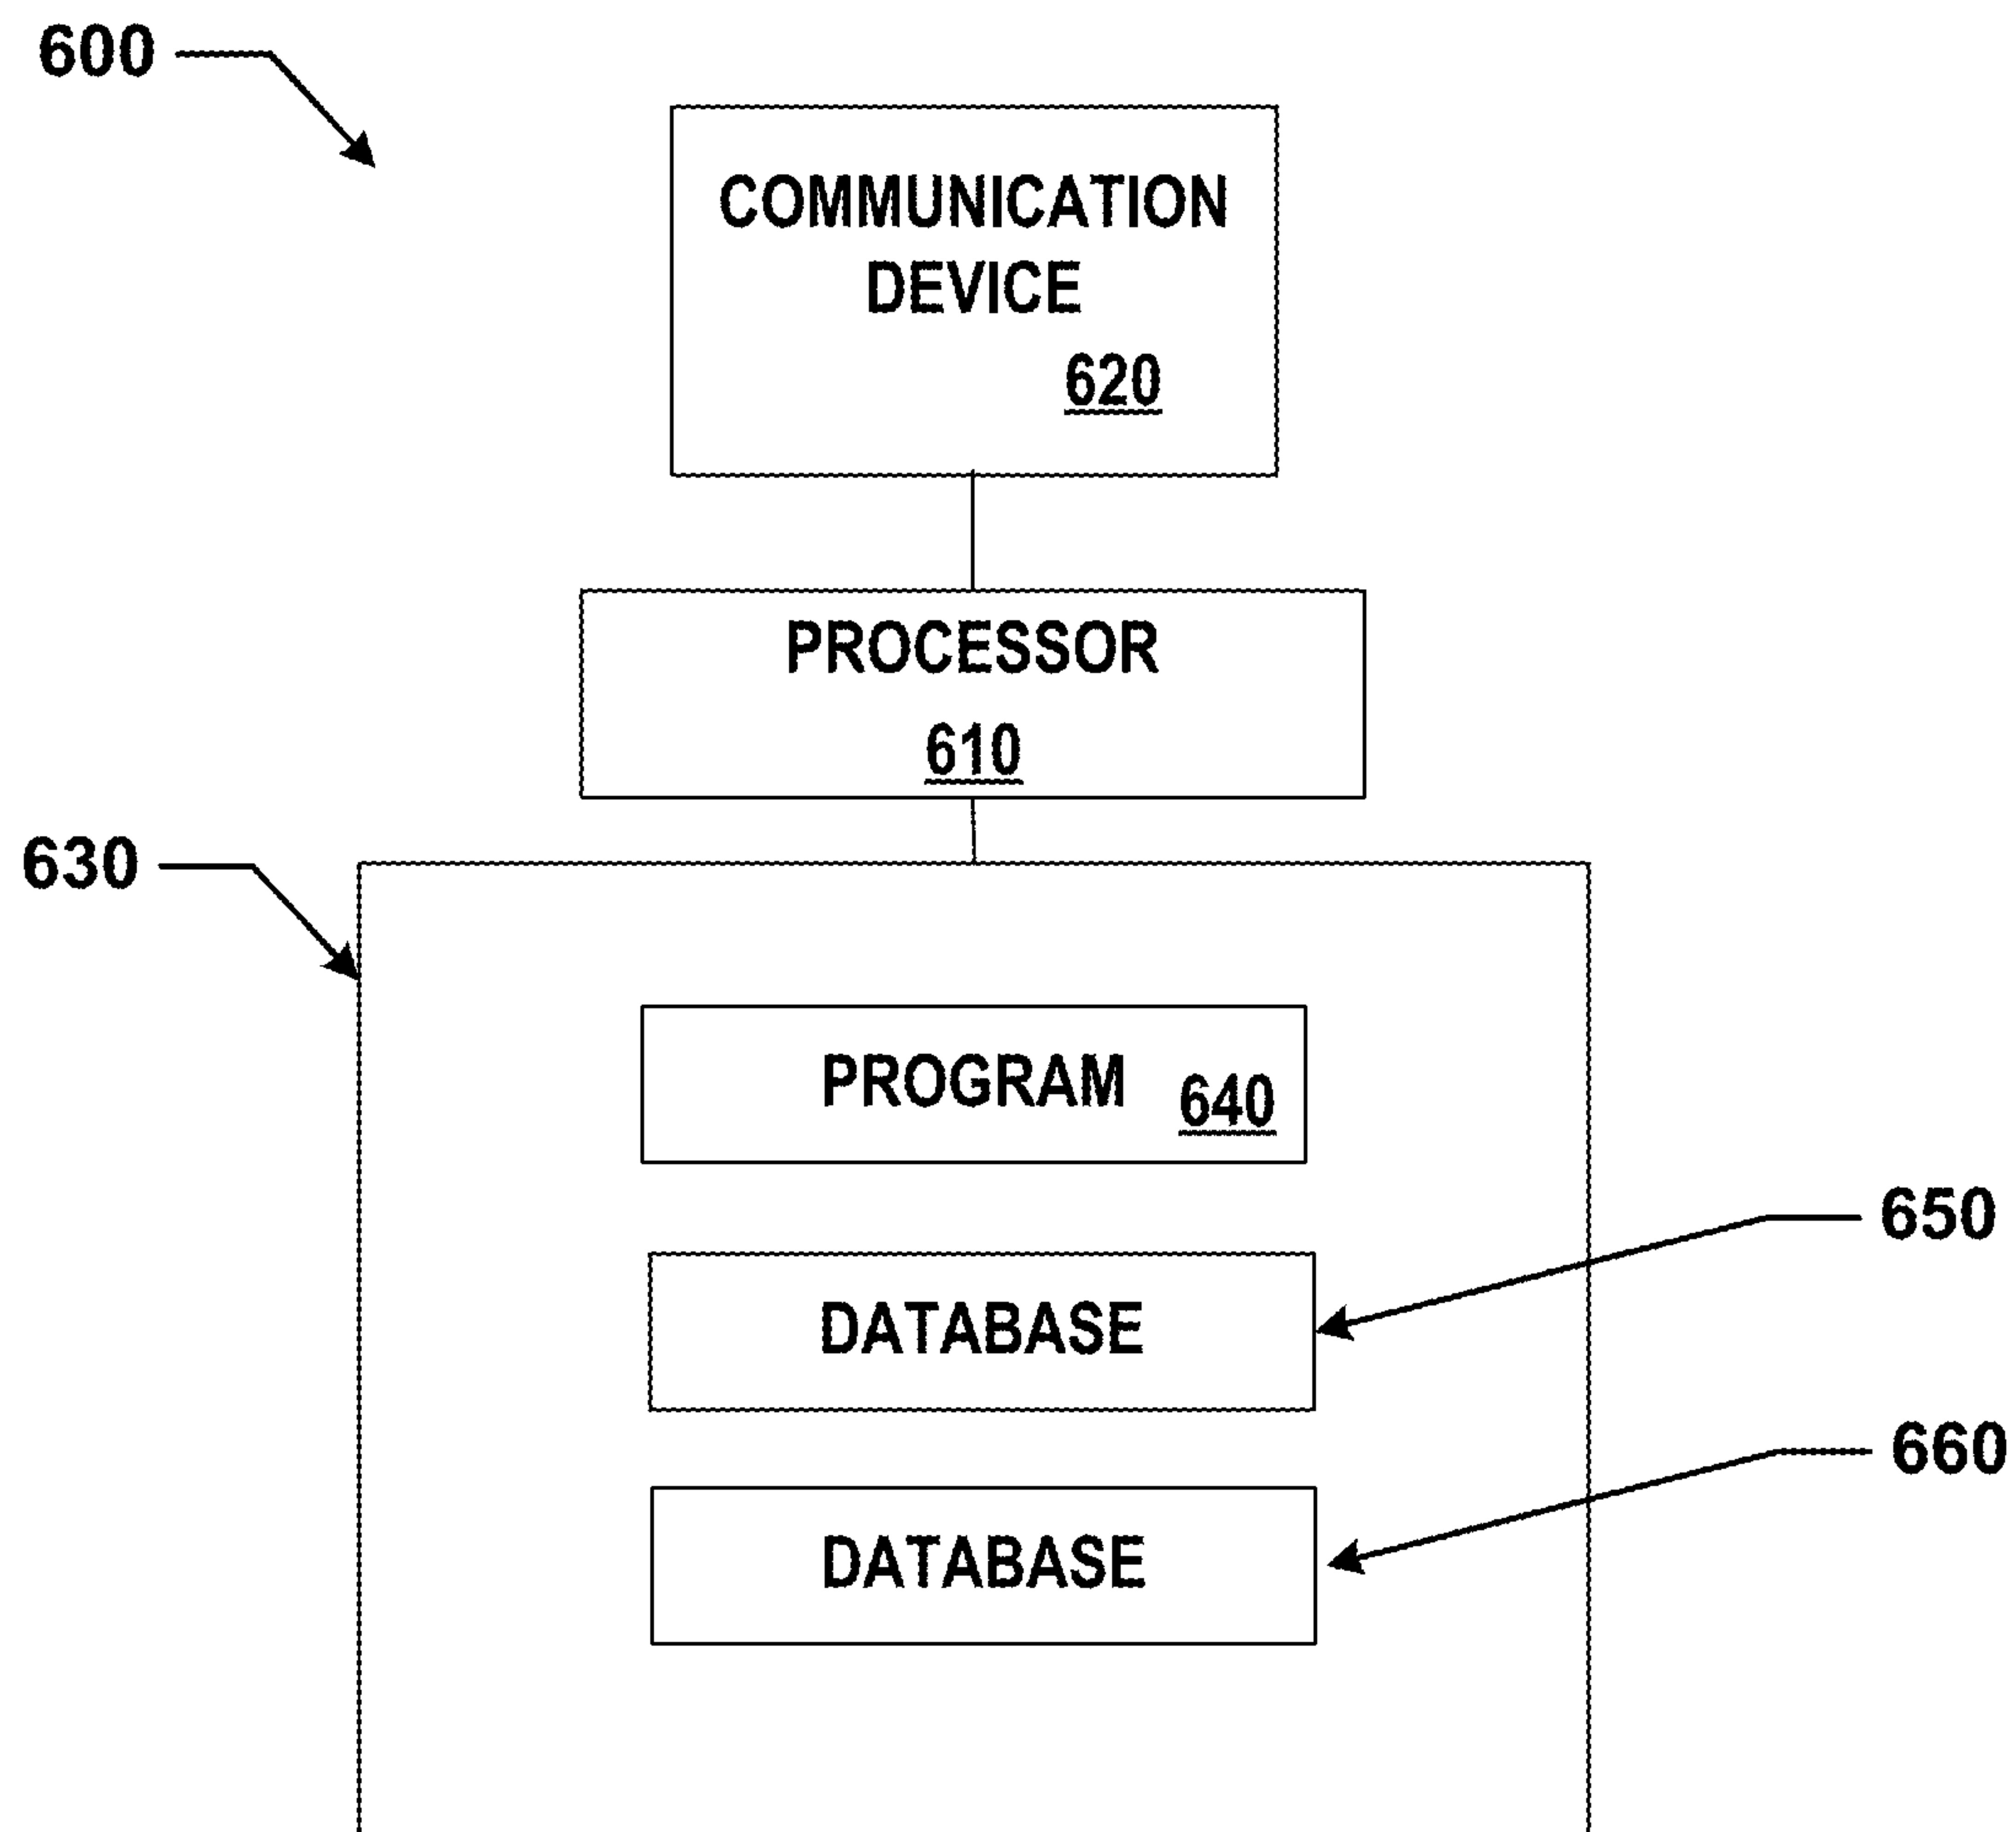 600
COMMUNICATION
DEVICE
620
PROCESSOR
610
630
PROGRAM 640
650
DATABASE
660
DATABASE